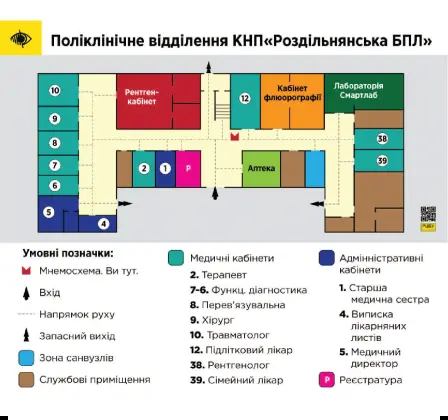 Поліклінічне відділення КНП«Роздільнянська БПЛ»
10
9
8
7
6
5
4
Рентген-
кабінет
12
Кабінет
флюорографії
Лабораторія
Смартлаб
38
39
2
1
Р
Аптека
Умовні позначки:
Мнемосхема. Ви тут.
Вхід
Напрямок руху
Запасний вихід
Зона санвузлів
Службові приміщення
Медичні кабінети
2. Терапевт
7-6. Функц. діагностика
8. Перев'язувальна
9. Хірург
10. Травматолог
12. Підлітковий лікар
38. Рентгенолог
39. Сімейний лікар
Адміністративні
кабінети
1. Старша
медична сестра
4. Виписка
лікарняних
листів
5. Медичний
директор
Р Реєстратура